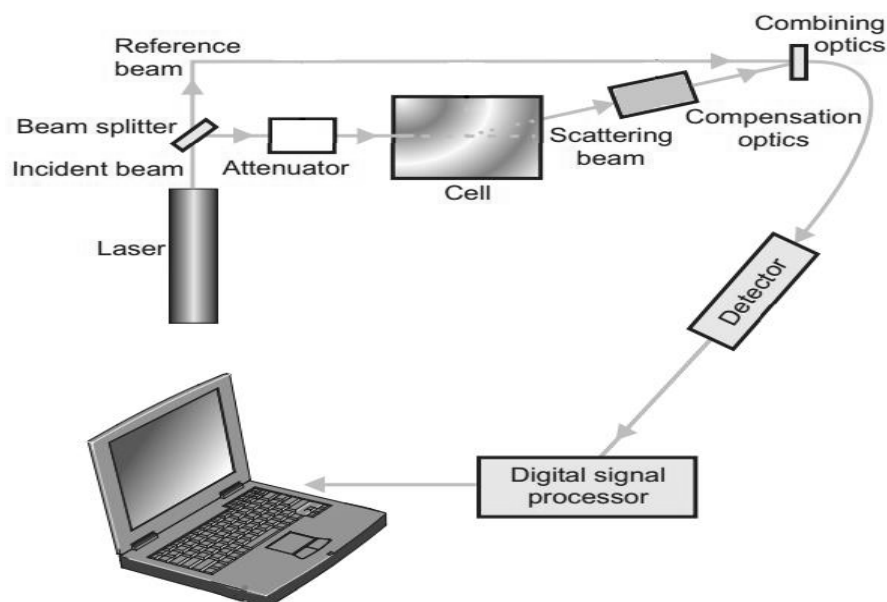 Combining
optics
Reference
beam
Beam splitter
Incident beam
Attenuator
Cell
Scattering
beam
Compensation
optics
Laser
Detector
Digital signal
processor